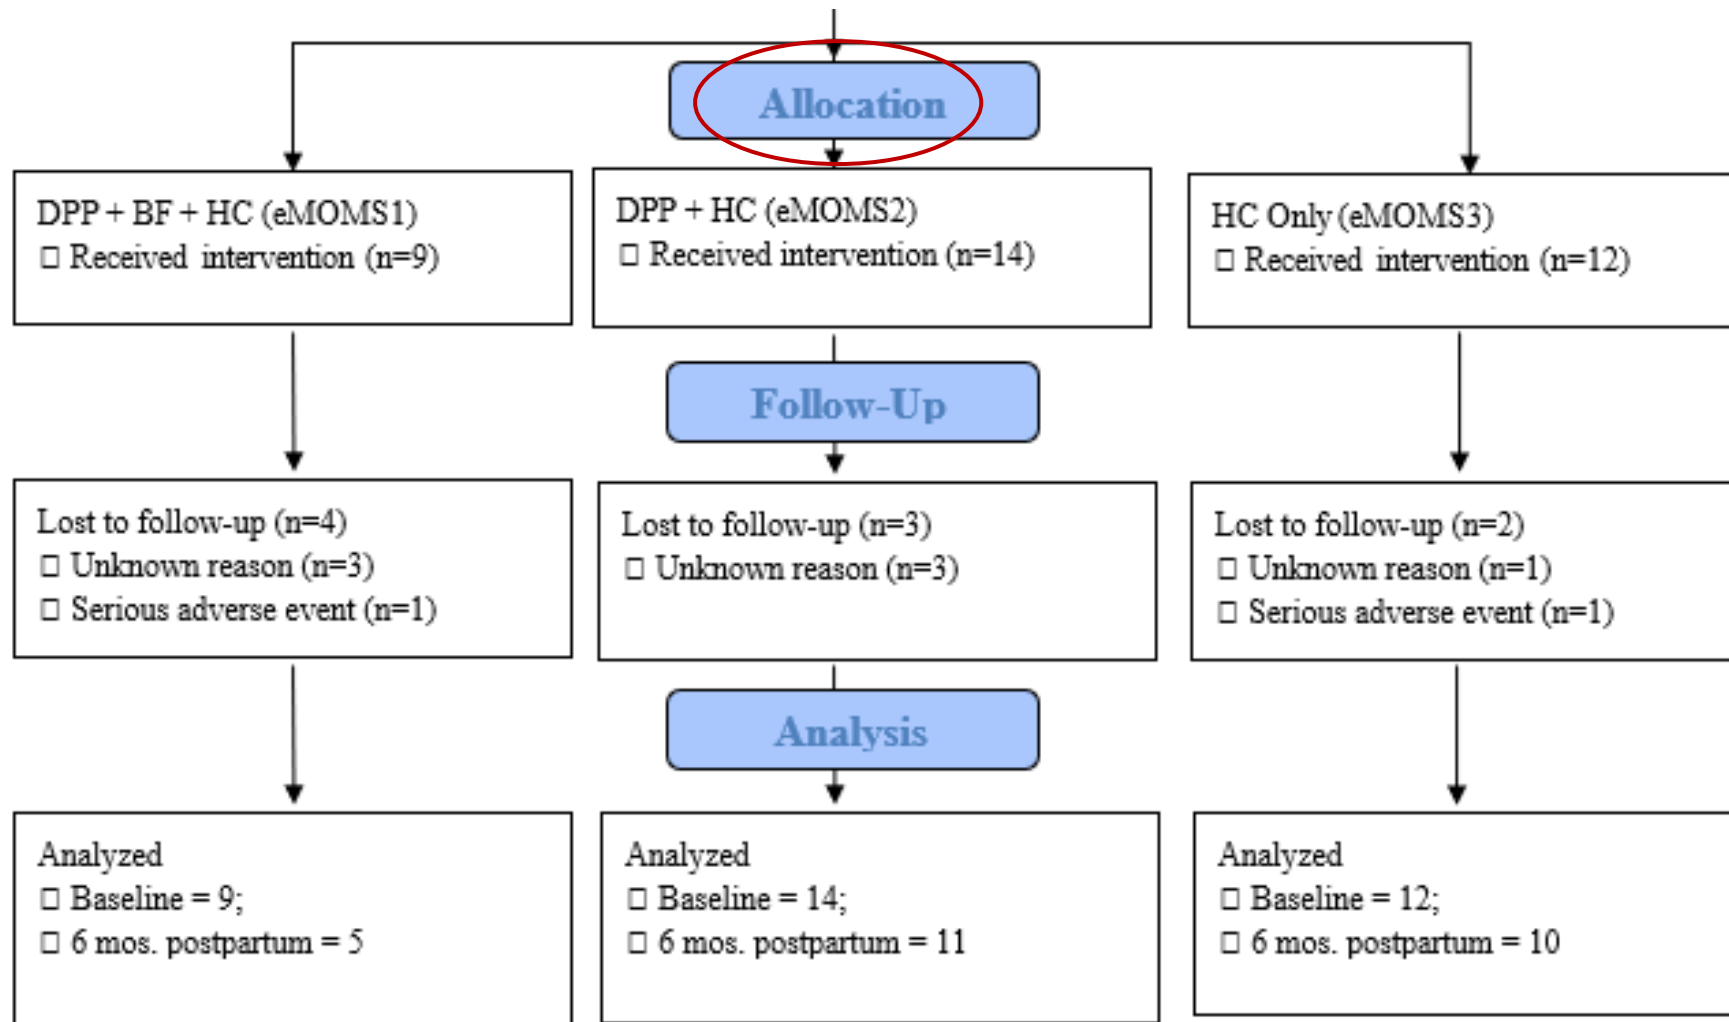 Allocation
DPP + BF + HC (eMOMS1)
□ Received intervention (n=9)
DPP + HC (eMOMS2)
□ Received intervention (n=14)
HC Only (eMOMS3)
□ Received intervention (n=12)
Follow-Up
Lost to follow-up (n=4)
□ Unknown reason (n=3)
□ Serious adverse event (n=1)
Lost to follow-up (n=3)
□ Unknown reason (n=3)
Lost to follow-up (n=2)
□ Unknown reason (n=1)
□ Serious adverse event (n=1)
Analysis
Analyzed
□ Baseline = 9;
□ 6 mos. postpartum = 5
Analyzed
□ Baseline = 14;
□ 6 mos. postpartum = 11
Analyzed
□ Baseline = 12;
□ 6 mos. postpartum = 10